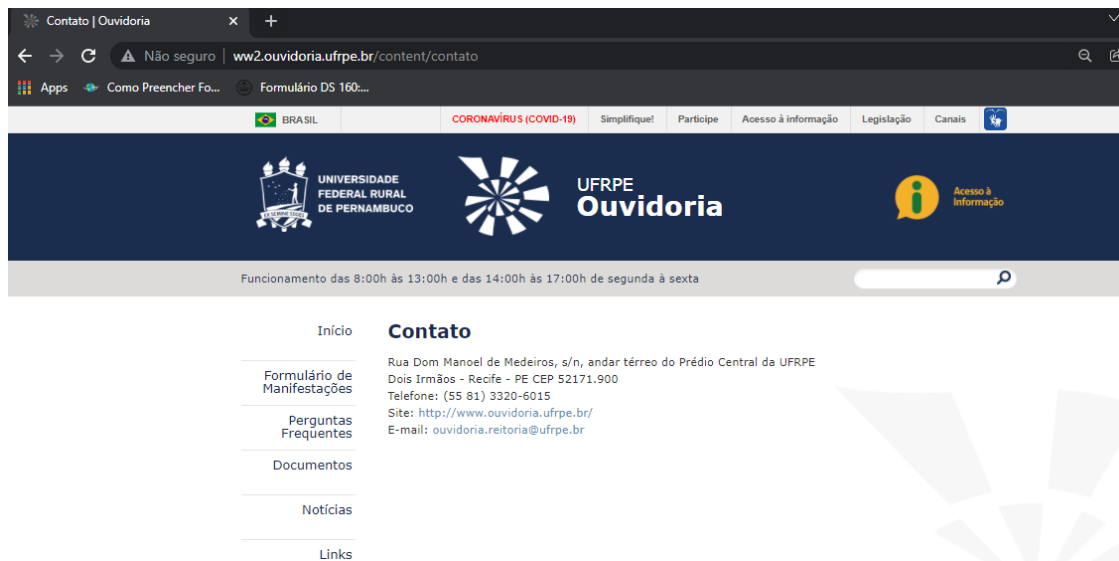 Contato | Ouvidoria
Não seguro | ww2.ouvidoria.ufrpe.br/content/contato
Apps Como Preencher Fo... Formulário DS 160:...
BRASIL CORONAVÍRUS (COVID-19) Simplifique! Participe Acesso à informação Legislação Canais
UNIVERSIDADE
FEDERAL RURAL
DE PERNAMBUCO
UFRPE
Ouvidoria
Acesso à
Informação
Funcionamento das 8:00h às 13:00h e das 14:00h às 17:00h de segunda à sexta
Início
Formulário de
Manifestações
Perguntas
Frequentes
Documentos
Notícias
Links
Contato
Rua Dom Manoel de Medeiros, s/n, andar térreo do Prédio Central da UFRPE
Dois Irmãos - Recife - PE CEP 52171.900
Telefone: (55 81) 3320-6015
Site: http://www.ouvidoria.ufrpe.br/
E-mail: ouvidoria.reitoria@ufrpe.br